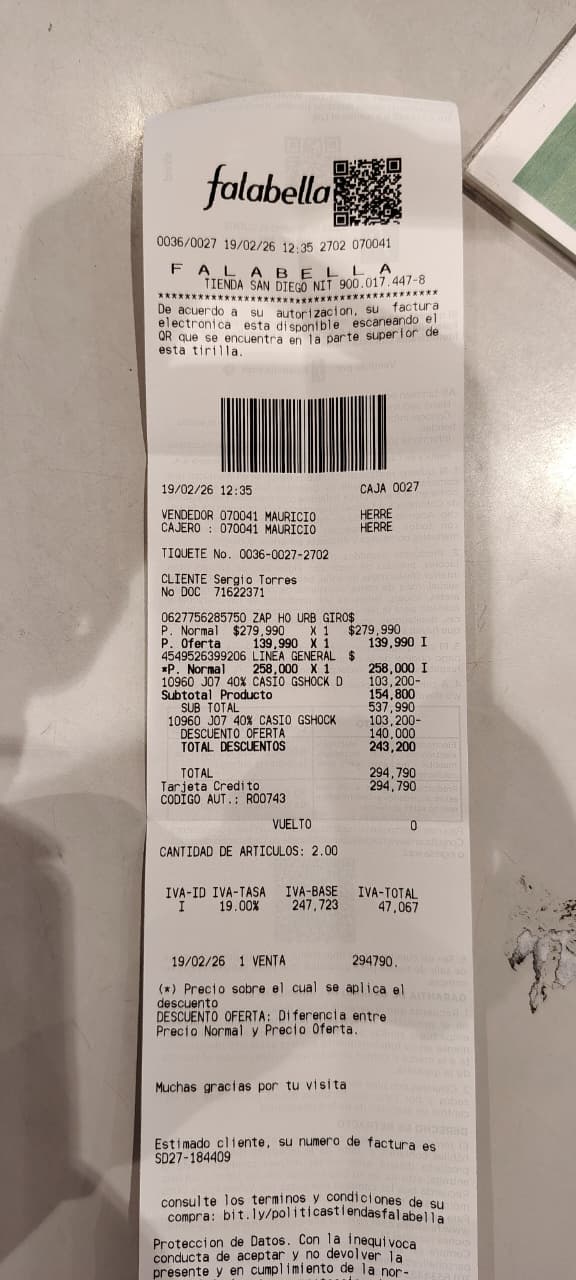 falabella
0036/0027 19/02/26 12:35 2702 070041
F A L A B E L L A
TIENDA SAN DIEGO NIT 900.017.447-8
****************************************
De acuerdo a su autorizacion, su factura
electronica esta disponible escaneando el
QR que se encuentra en la parte superior de
esta tirilla.
19/02/26 12:35 CAJA 0027
VENDEDOR 070041 MAURICIO HERRE
CAJERO : 070041 MAURICIO HERRE
TIQUETE No. 0036-0027-2702
CLIENTE Sergio Torres
No DOC 71622371
0627756285750 ZAP HO URB GIRO$
P. Normal $279,990 X 1 $279,990
P. Oferta 139,990 X 1 139,990 I
4549526399206 LINEA GENERAL $
*P. Normal 258,000 X 1 258,000 I
10960 J07 40% CASIO GSHOCK D 103,200-
Subtotal Producto 154,800
SUB TOTAL 537,990
10960 J07 40% CASIO GSHOCK 103,200-
DESCUENTO OFERTA 140,000
TOTAL DESCUENTOS 243,200
TOTAL 294,790
Tarjeta Credito 294,790
CODIGO AUT.: R00743
VUELTO 0
CANTIDAD DE ARTICULOS: 2.00
IVA-ID IVA-TASA IVA-BASE IVA-TOTAL
I 19.00% 247,723 47,067
19/02/26 1 VENTA 294790.
(*) Precio sobre el cual se aplica el
descuento
DESCUENTO OFERTA: Diferencia entre
Precio Normal y Precio Oferta.
Muchas gracias por tu visita
Estimado cliente, su numero de factura es
SD27-184409
consulte los terminos y condiciones de su
compra: bit.ly/politicastiendasfalabella
Proteccion de Datos. Con la inequivoca
conducta de aceptar y no devolver la
presente y en cumplimiento de la nor-